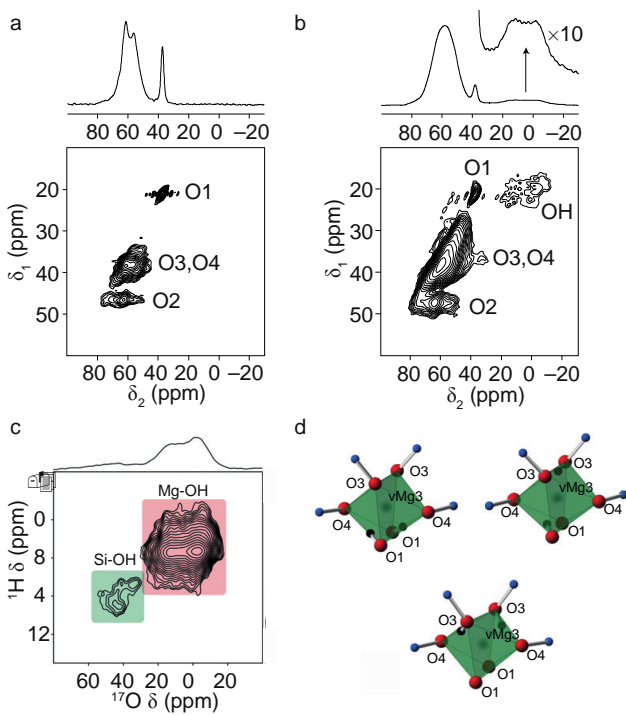 a
80 60 40 20 0 −20
O1
O3,O4
O2
20
30
40
50
δ1 (ppm)
80 60 40 20 0 −20
δ2 (ppm)
b
×10
80 60 40 20 0 −20
O1
OH
O3,O4
O2
20
30
40
50
δ1 (ppm)
80 60 40 20 0 −20
δ2 (ppm)
c
Mg-OH
Si-OH
0
8
4
12
1H δ (ppm)
80 60 40 0 20
17O δ (ppm)
d
O3
O3
vMg3
O4
O4
O1
O1
O3
O3
vMg3
O4
O4
O1
O1
O3
O3
vMg3
O4
O4
O1
O1